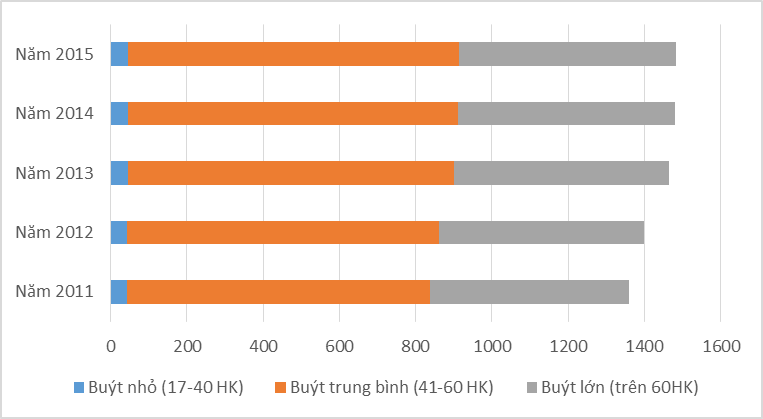 Năm 2015
Năm 2014
Năm 2013
Năm 2012
Năm 2011
0 200 400 600 800 1000 1200 1400 1600
Buýt nhỏ (17-40 HK) Buýt trung bình (41-60 HK) Buýt lớn (trên 60HK)